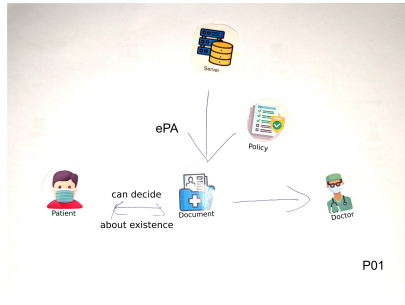 Server
ePA
Policy
can decide
Patient
Document
Doctor
about existence
P01